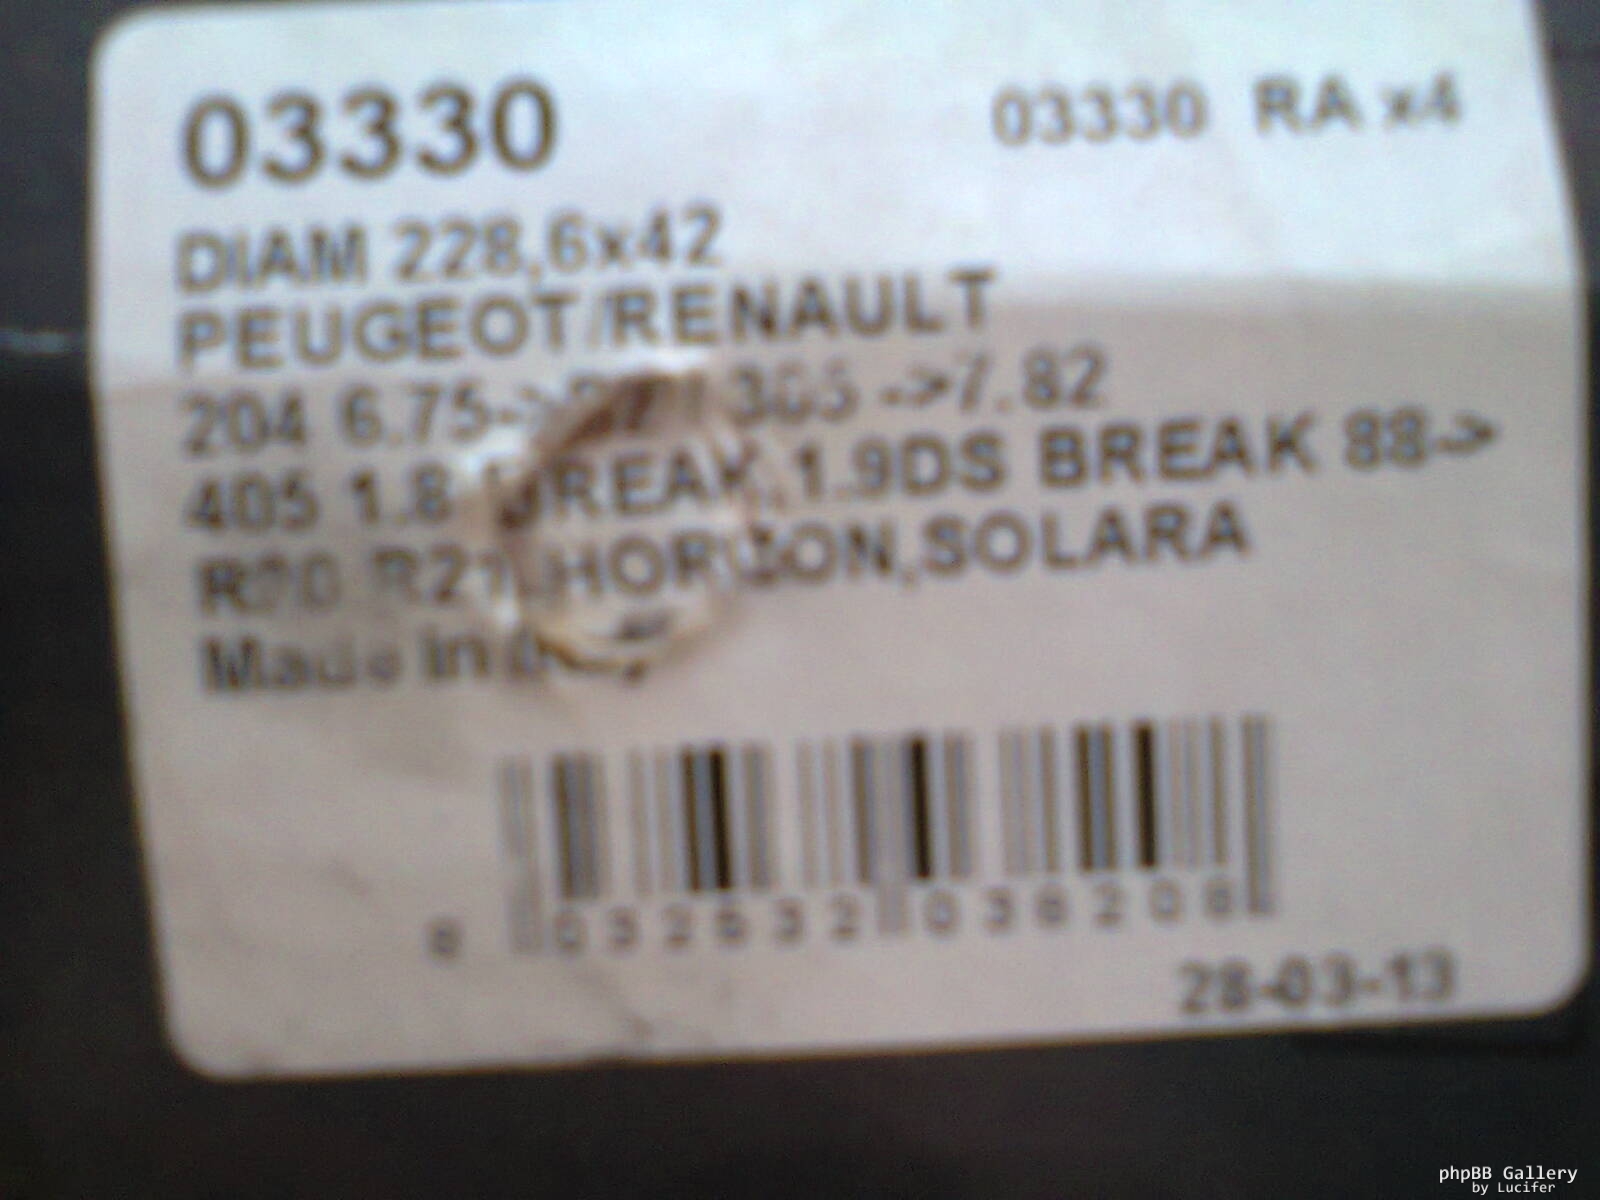 03330
03330 RA x4
DIAM 228,6x42
PEUGEOT/RENAULT
204 6.75-> 305 ->7.82
405 1.8 BREAK,1.9DS BREAK 88->
R20 R21 HORIZON,SOLARA
Made In
28-03-13
phpBB Gallery
by Lucifer